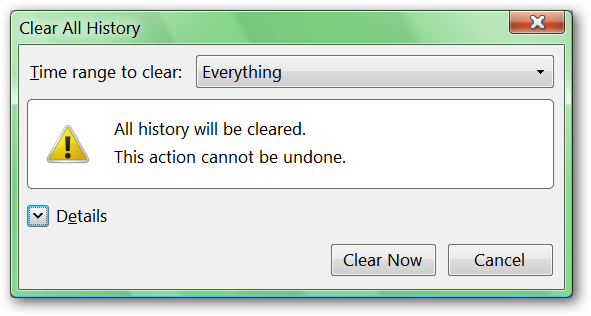 Clear All History
Time range to clear: Everything
All history will be cleared.
This action cannot be undone.
Details
Clear Now Cancel